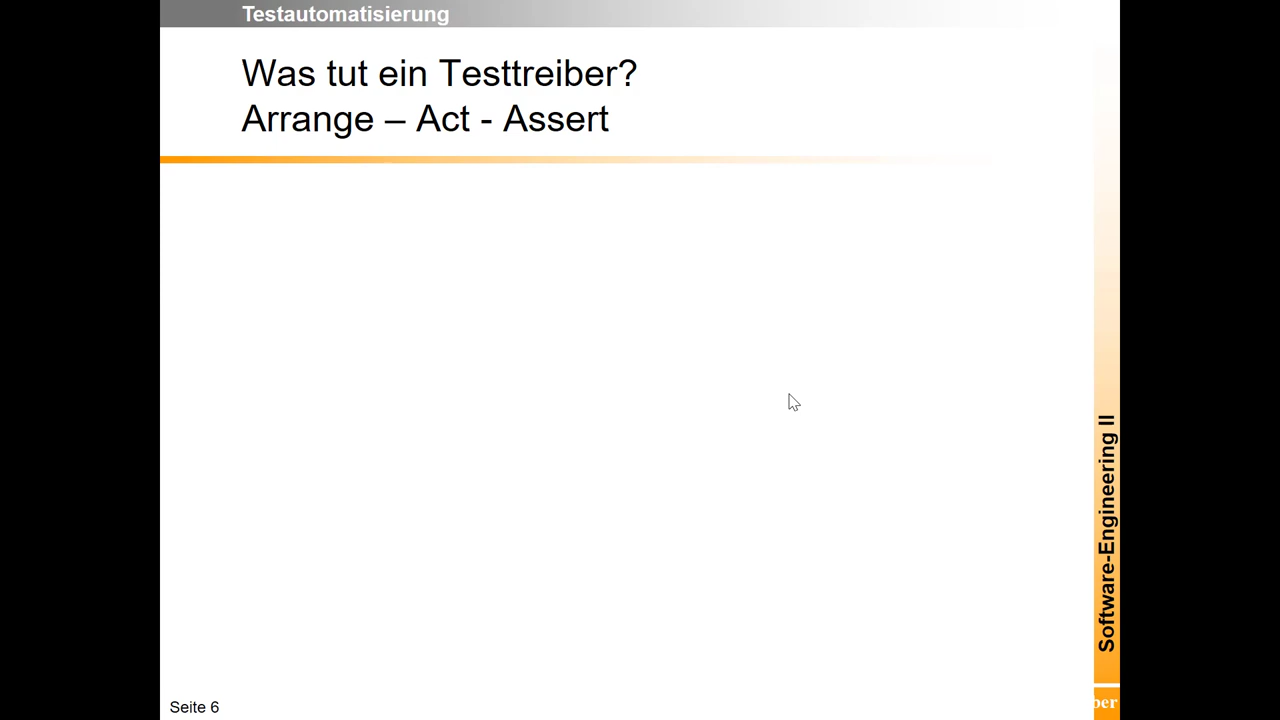 Testautomatisierung
Was tut ein Testtreiber?
Arrange – Act - Assert
Software-Engineering II
Seite 6